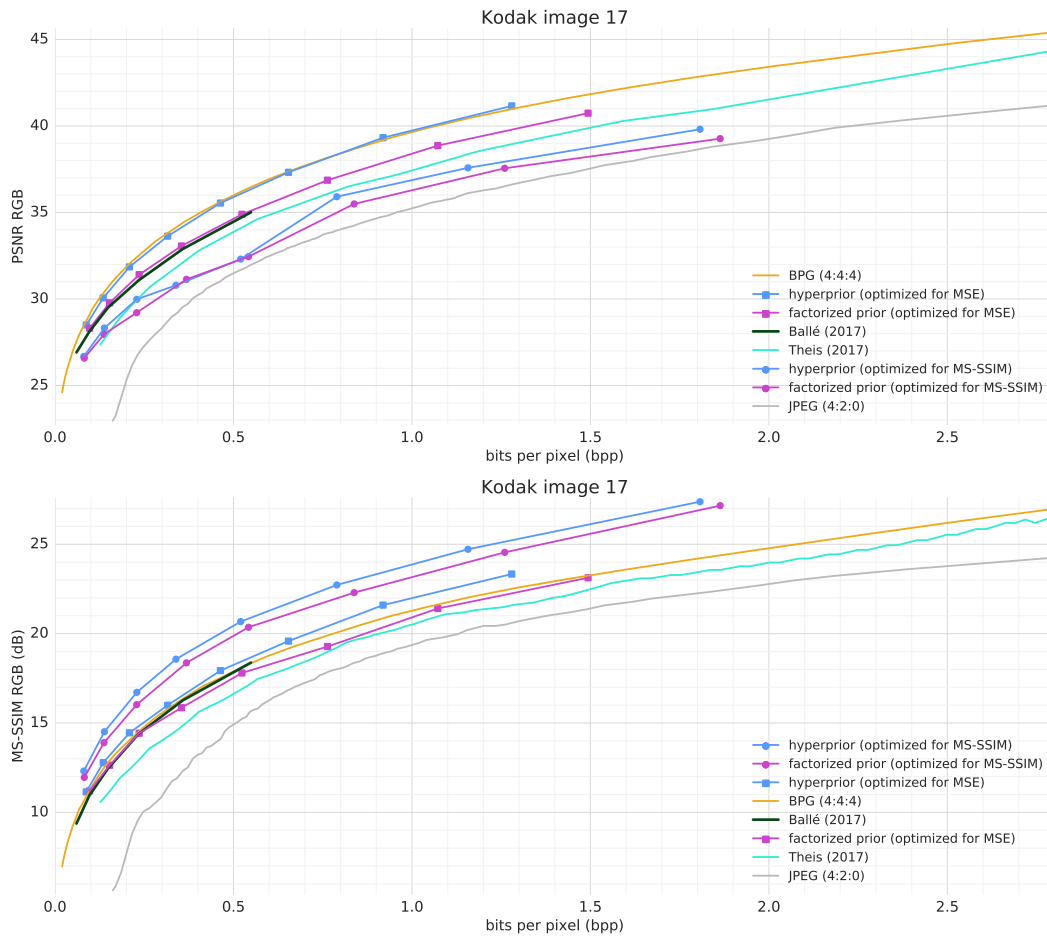 Kodak image 17
PSNR RGB
45
40
35
30
25
BPG (4:4:4)
hyperprior (optimized for MSE)
factorized prior (optimized for MSE)
Ballé (2017)
Theis (2017)
hyperprior (optimized for MS-SSIM)
factorized prior (optimized for MS-SSIM)
JPEG (4:2:0)
0.0 0.5 1.0 1.5 2.0 2.5
bits per pixel (bpp)
Kodak image 17
MS-SSIM RGB (dB)
25
20
15
10
hyperprior (optimized for MS-SSIM)
factorized prior (optimized for MS-SSIM)
hyperprior (optimized for MSE)
BPG (4:4:4)
Ballé (2017)
factorized prior (optimized for MSE)
Theis (2017)
JPEG (4:2:0)
0.0 0.5 1.0 1.5 2.0 2.5
bits per pixel (bpp)